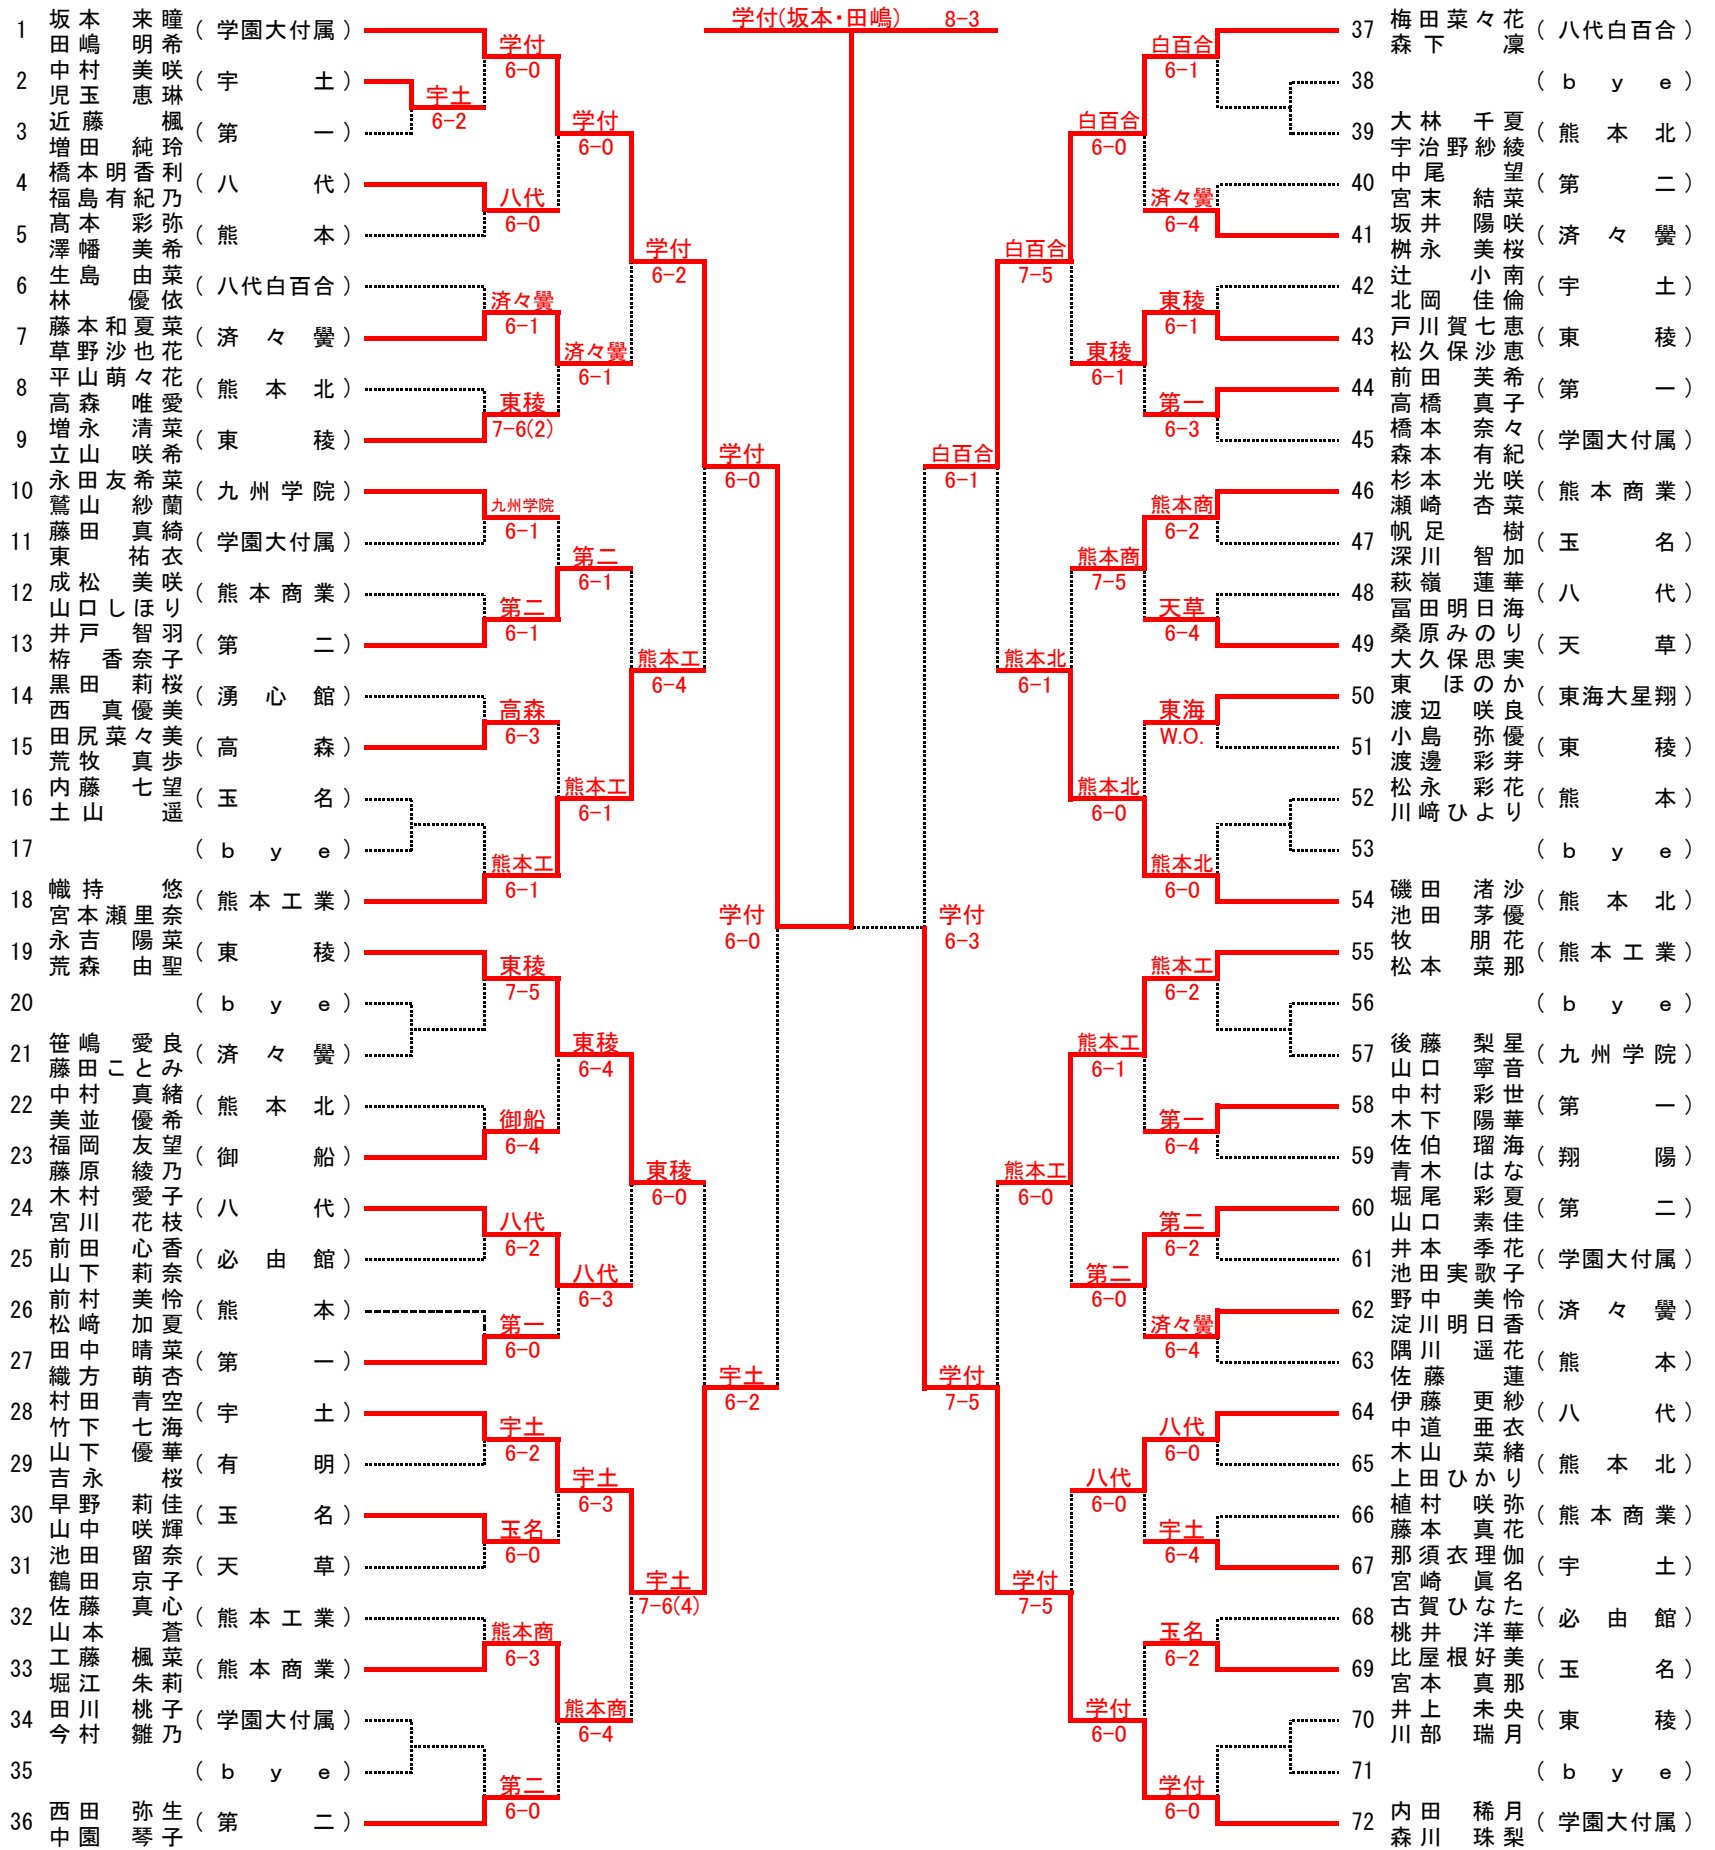 学付(坂本・田嶋) 8-3
1 坂本 来瞳 田嶋 明希 (学園大付属)
2 中村 美咲 児玉 恵琳 (宇土)
3 近藤 楓 増田 純玲 (第一)
4 橋本明香利 福島有紀乃 (八代)
5 髙本 彩弥 澤幡 美希 (熊本)
6 生島 由菜 林 優依 (八代白百合)
7 藤本和夏菜 草野沙也花 (済々黌)
8 平山萌々花 高森 唯愛 (熊本北)
9 増永 清菜 立山 咲希 (東稜)
10 永田友希菜 鷲山 紗蘭 (九州学院)
11 藤田 真綺 東 祐衣 (学園大付属)
12 成松 美咲 山口しほり (熊本商業)
13 井戸 智羽 栫 香奈子 (第二)
14 黒田 莉桜 西 真優美 (湧心館)
15 田尻菜々美 荒牧 真歩 (高森)
16 内藤 七望 土山 遥 (玉名)
17 (bye)
18 幟持 悠 宮本瀬里奈 (熊本工業)
19 永吉 陽菜 荒森 由聖 (東稜)
20 (bye)
21 笹嶋 愛良 藤田ことみ (済々黌)
22 中村 真緒 美並 優希 (熊本北)
23 福岡 友望 藤原 綾乃 (御船)
24 木村 愛子 宮川 花枝 (八代)
25 前田 心香 山下 莉奈 (必由館)
26 前村 美怜 松﨑 加夏 (熊本)
27 田中 晴菜 織方 萌杏 (第一)
28 村田 青空 竹下 七海 (宇土)
29 山下 優華 吉永 桜 (有明)
30 早野 莉佳 山中 咲輝 (玉名)
31 池田 留奈 鶴田 京子 (天草)
32 佐藤 真心 山本 蒼 (熊本工業)
33 工藤 楓菜 堀江 朱莉 (熊本商業)
34 田川 桃子 今村 雛乃 (学園大付属)
35 (bye)
36 西田 弥生 中園 琴子 (第二)
宇土 6-2
学付 6-0
八代 6-0
済々黌 6-1
東稜 7-6(2)
九州学院 6-1
第二 6-1
高森 6-3
熊本工 6-1
東稜 7-5
御船 6-4
八代 6-2
第一 6-0
宇土 6-2
玉名 6-0
熊本商 6-3
第二 6-0
学付 6-0
済々黌 6-1
第二 6-1
熊本工 6-1
東稜 6-4
八代 6-3
宇土 6-3
熊本商 6-4
学付 6-2
熊本工 6-4
東稜 6-0
宇土 7-6(4)
学付 6-0
宇土 6-2
学付 6-0
学付 6-3
白百合 6-1
学付 7-5
白百合 7-5
熊本北 6-1
熊本工 6-0
学付 7-5
白百合 6-0
東稜 6-1
熊本商 7-5
熊本北 6-0
熊本工 6-1
第二 6-0
八代 6-0
学付 6-0
白百合 6-1
済々黌 6-4
東稜 6-1
第一 6-3
熊本商 6-2
天草 6-4
東海 W.O.
熊本北 6-0
熊本工 6-2
第一 6-4
第二 6-2
済々黌 6-4
八代 6-0
宇土 6-4
玉名 6-2
学付 6-0
37 梅田菜々花 森下 凜 (八代白百合)
38 (bye)
39 大林 千夏 宇治野紗綾 (熊本北)
40 中尾 望 宮末 結菜 (第二)
41 坂井 陽咲 桝永 美桜 (済々黌)
42 辻 小南 北岡 佳倫 (宇土)
43 戸川賀七恵 松久保沙恵 (東稜)
44 前田 芙希 高橋 真子 (第一)
45 橋本 奈々 森本 有紀 (学園大付属)
46 杉本 光咲 瀬崎 杏菜 (熊本商業)
47 帆足 樹 深川 智加 (玉名)
48 萩嶺 蓮華 冨田明日海 (八代)
49 桑原みのり 大久保思実 (天草)
50 東 ほのか 渡辺 咲良 (東海大星翔)
51 小島 弥優 渡邊 彩芽 (東稜)
52 松永 彩花 川﨑ひより (熊本)
53 (bye)
54 磯田 渚沙 池田 茅優 (熊本北)
55 牧 朋花 松本 菜那 (熊本工業)
56 (bye)
57 後藤 梨星 山口 寧音 (九州学院)
58 中村 彩世 木下 陽華 (第一)
59 佐伯 瑠海 青木 はな (翔陽)
60 堀尾 彩夏 山口 素佳 (第二)
61 井本 季花 池田実歌子 (学園大付属)
62 野中 美怜 淀川明日香 (済々黌)
63 隅川 遥花 佐藤 蓮 (熊本)
64 伊藤 更紗 中道 亜衣 (八代)
65 木山 菜緒 上田ひかり (熊本北)
66 植村 咲弥 藤本 真花 (熊本商業)
67 那須衣理伽 宮崎 眞名 (宇土)
68 古賀ひなた 桃井 洋華 (必由館)
69 比屋根好美 宮本 真那 (玉名)
70 井上 未央 川部 瑞月 (東稜)
71 (bye)
72 内田 稀月 森川 珠梨 (学園大付属)